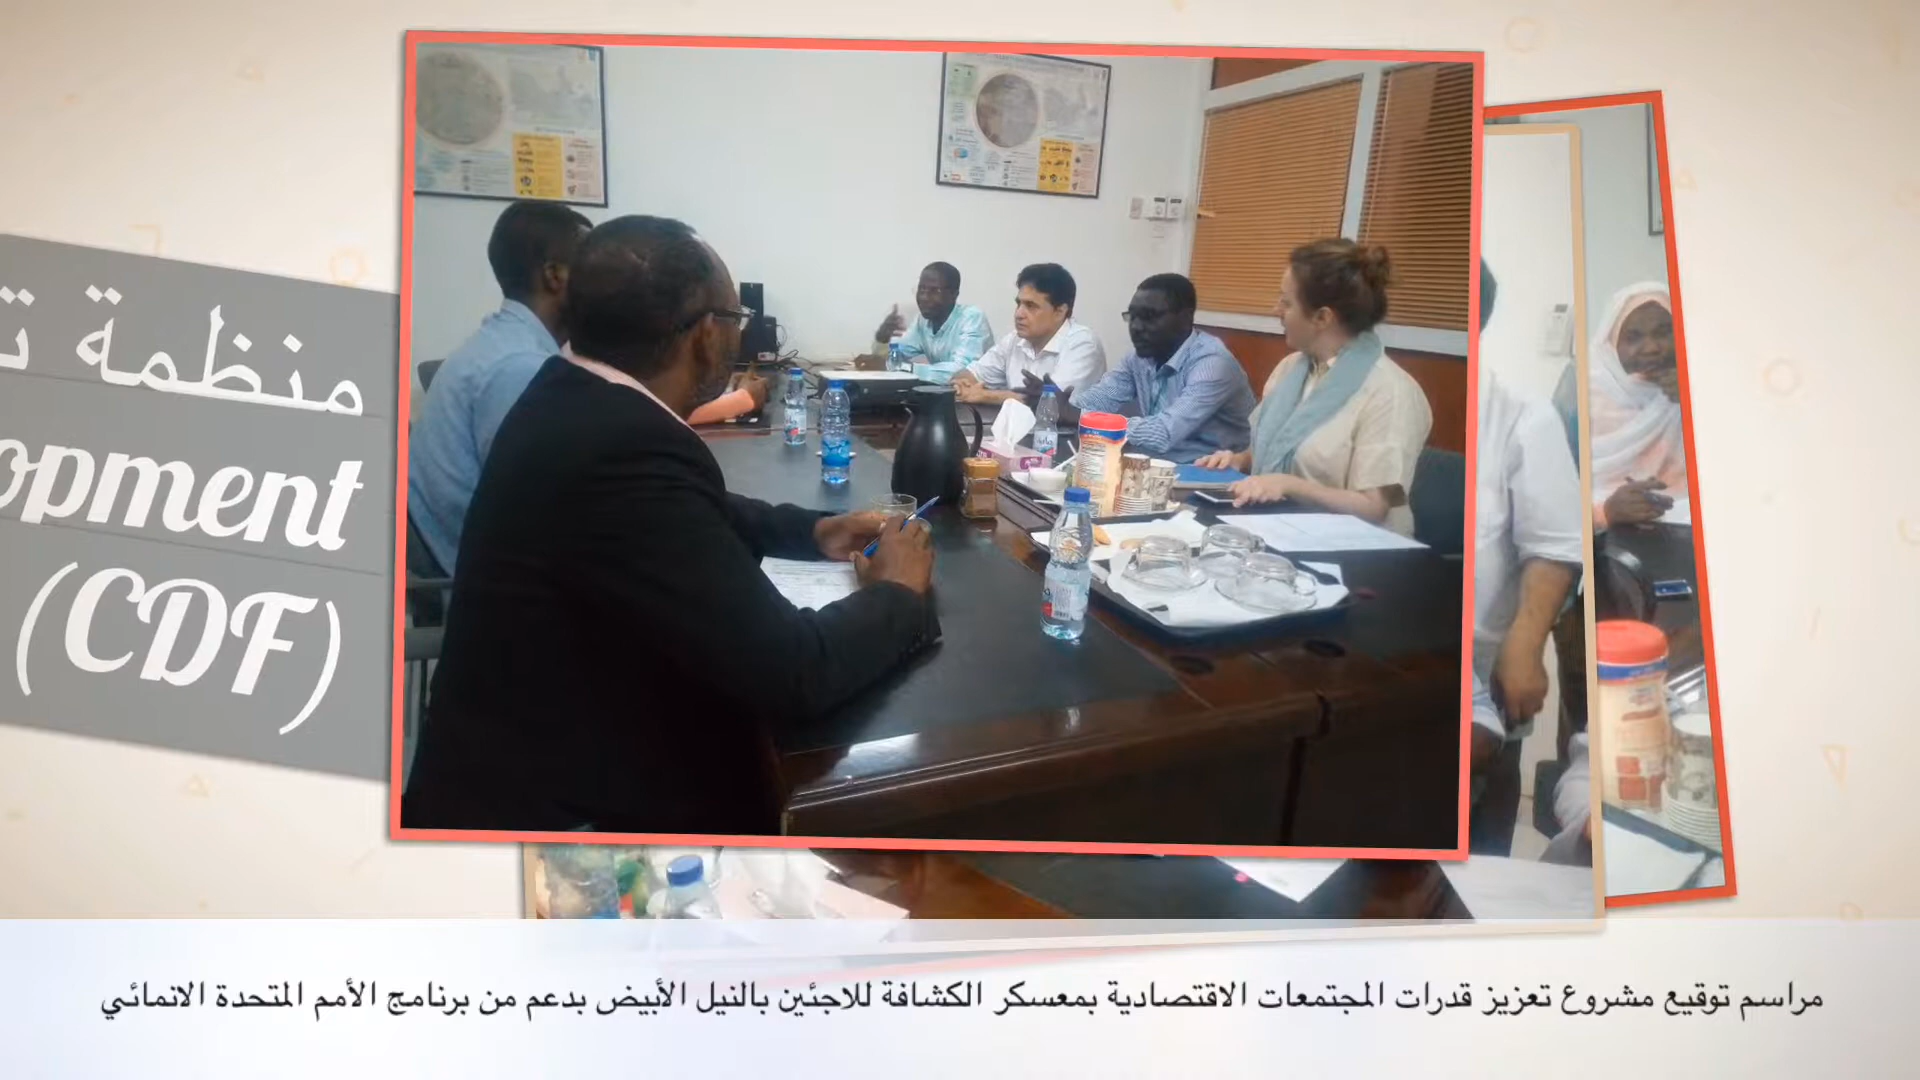 منظمة
opment
(CDF)
مراسم توقيع مشروع تعزيز قدرات المجتمعات الاقتصادية بمعسكر الكشافة للاجئين بالنيل الأبيض بدعم من برنامج الأمم المتحدة الانمائي